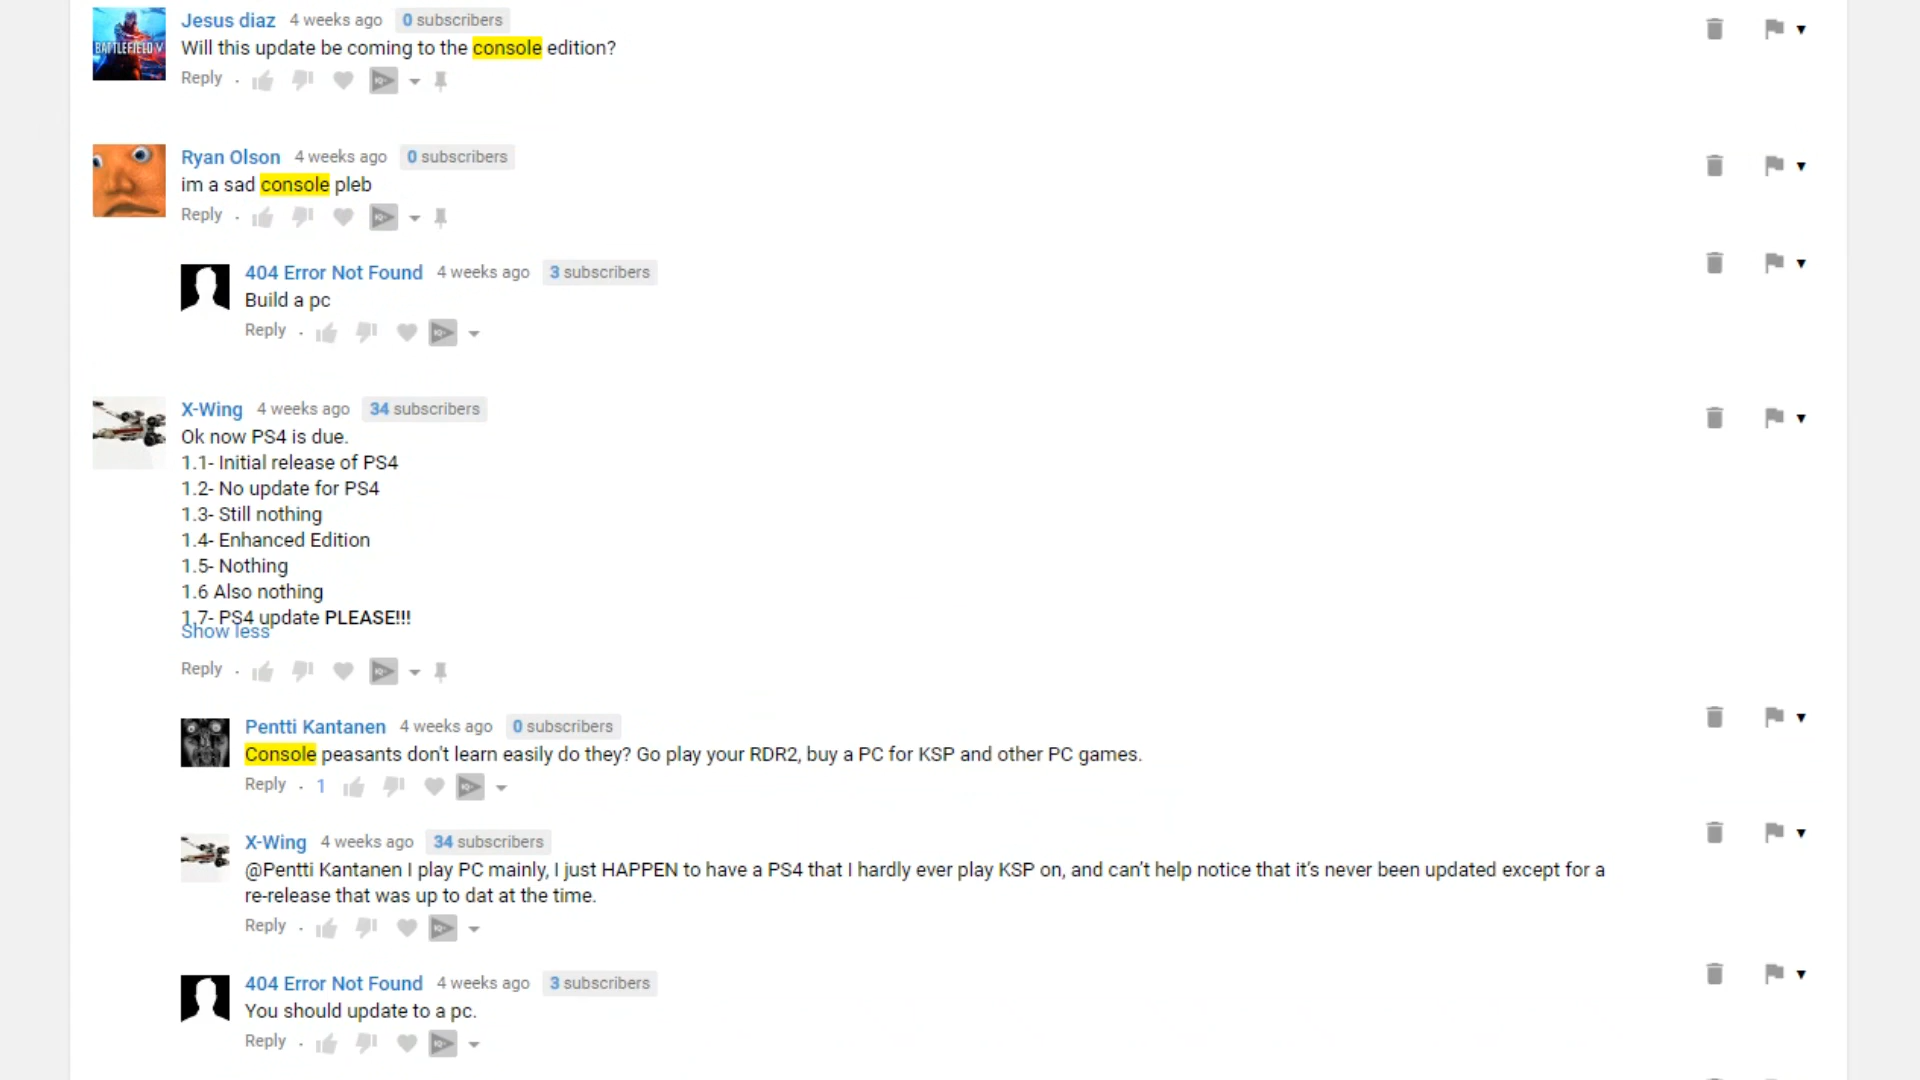 BATTLEFIELD V
Jesus diaz 4 weeks ago 0 subscribers
Will this update be coming to the console edition?
Reply .
Ryan Olson 4 weeks ago 0 subscribers
im a sad console pleb
Reply .
404 Error Not Found 4 weeks ago 3 subscribers
Build a pc
Reply .
X-Wing 4 weeks ago 34 subscribers
Ok now PS4 is due.
1.1- Initial release of PS4
1.2- No update for PS4
1.3- Still nothing
1.4- Enhanced Edition
1.5- Nothing
1.6 Also nothing
1.7- PS4 update PLEASE!!!
Show less
Reply .
Pentti Kantanen 4 weeks ago 0 subscribers
Console peasants don't learn easily do they? Go play your RDR2, buy a PC for KSP and other PC games.
Reply . 1
X-Wing 4 weeks ago 34 subscribers
@Pentti Kantanen I play PC mainly, I just HAPPEN to have a PS4 that I hardly ever play KSP on, and can’t help notice that it’s never been updated except for a
re-release that was up to dat at the time.
Reply .
404 Error Not Found 4 weeks ago 3 subscribers
You should update to a pc.
Reply .